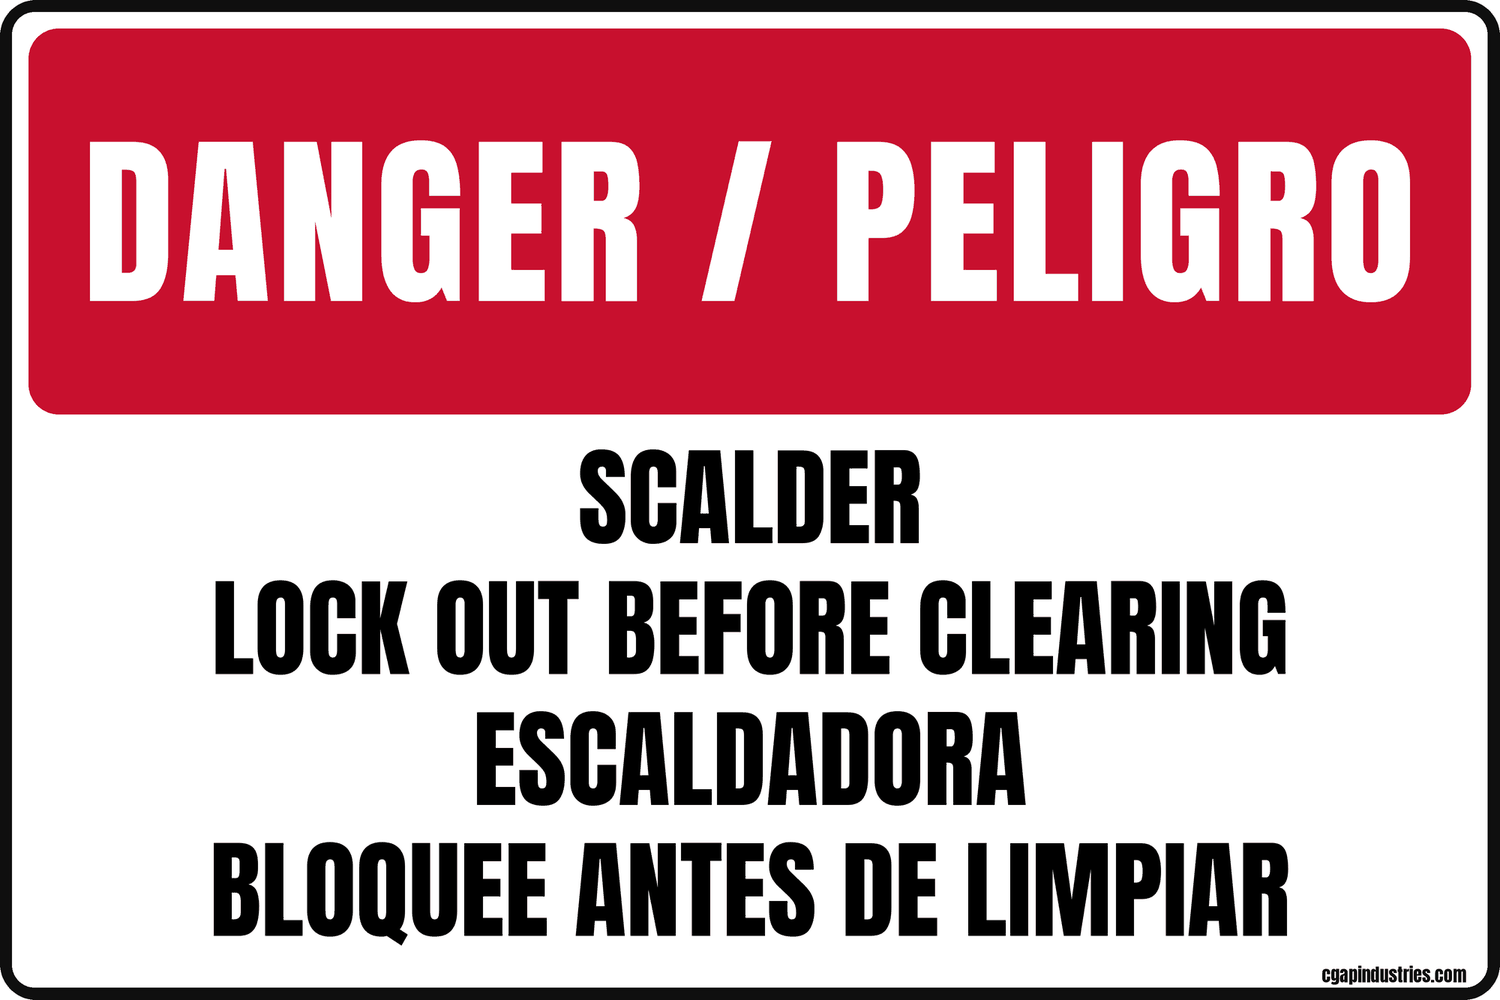 DANGER / PELIGRO
SCALDER
LOCK OUT BEFORE CLEARING
ESCALDADORA
BLOQUEE ANTES DE LIMPIAR
cgapindustries.com